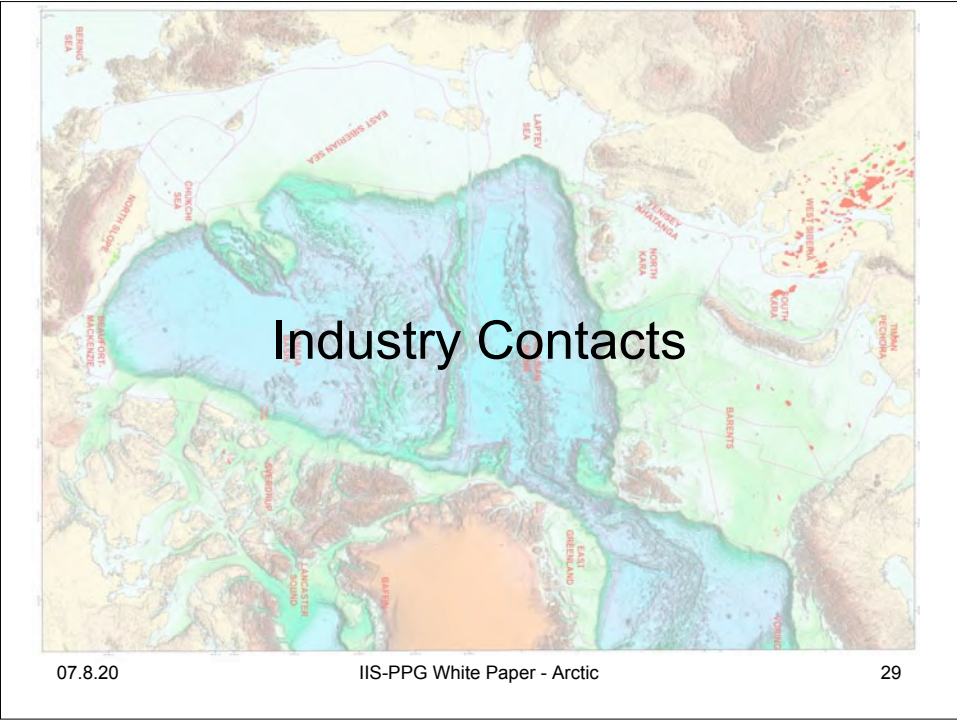 BERING
SEA
EAST SIBERIAN SEA
LAPTEV
SEA
CHUKCHI
SEA
NORTH SLOPE
YENISEY
KHATANGA
WEST SIBERIA
NORTH
KARA
SOUTH
KARA
TIMAN
PECHORA
BEAUFORT-
MACKENZIE
Industry Contacts
BARENTS
SVERDRUP
EAST
GREENLAND
LANCASTER
SOUND
BAFFIN
VORING
07.8.20
IIS-PPG White Paper - Arctic
29